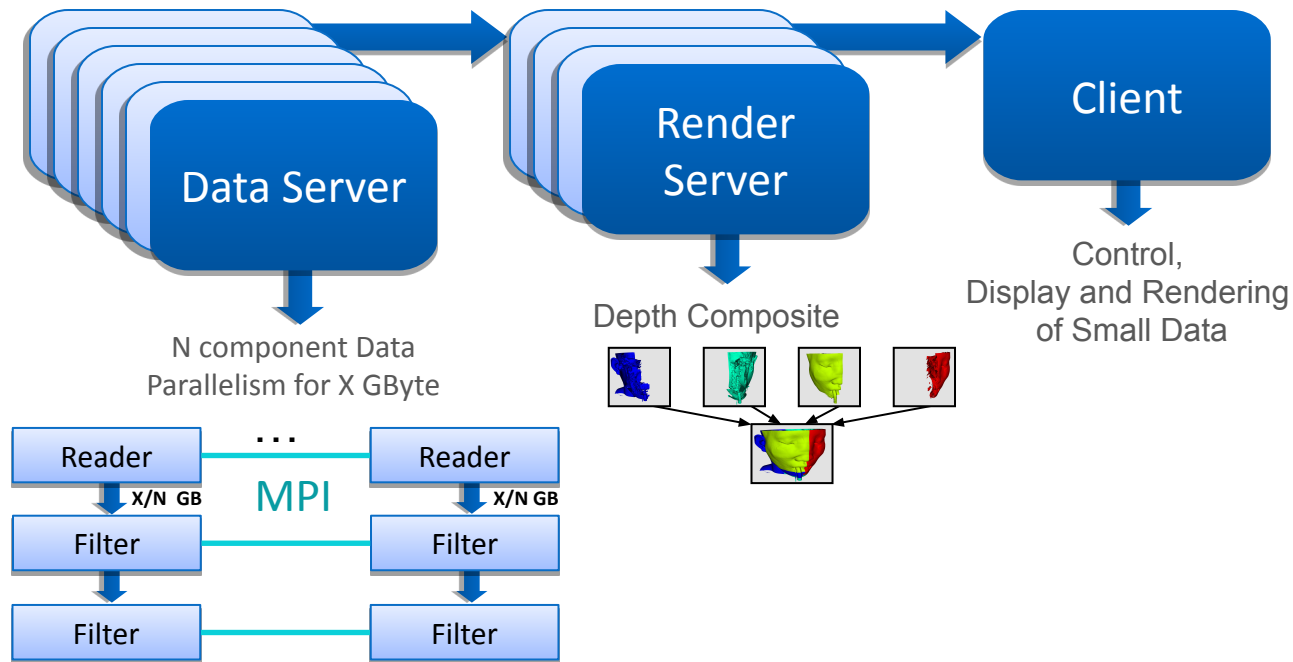 Data Server
Render
Server
Client
N component Data
Parallelism for X GByte
Depth Composite
Control,
Display and Rendering
of Small Data
...
Reader
Reader
X/N GB
MPI
X/N GB
Filter
Filter
Filter
Filter